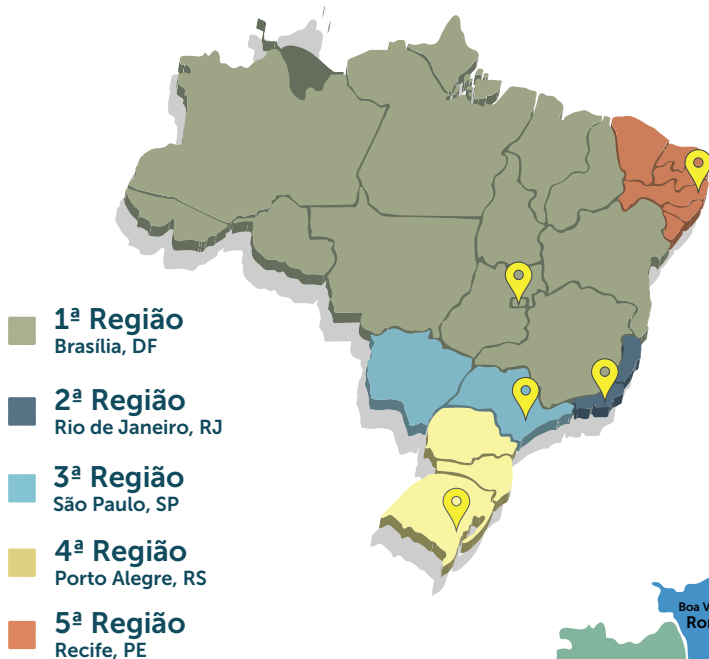 1ª Região
Brasília, DF
2ª Região
Rio de Janeiro, RJ
3ª Região
São Paulo, SP
4ª Região
Porto Alegre, RS
5ª Região
Recife, PE
Boa